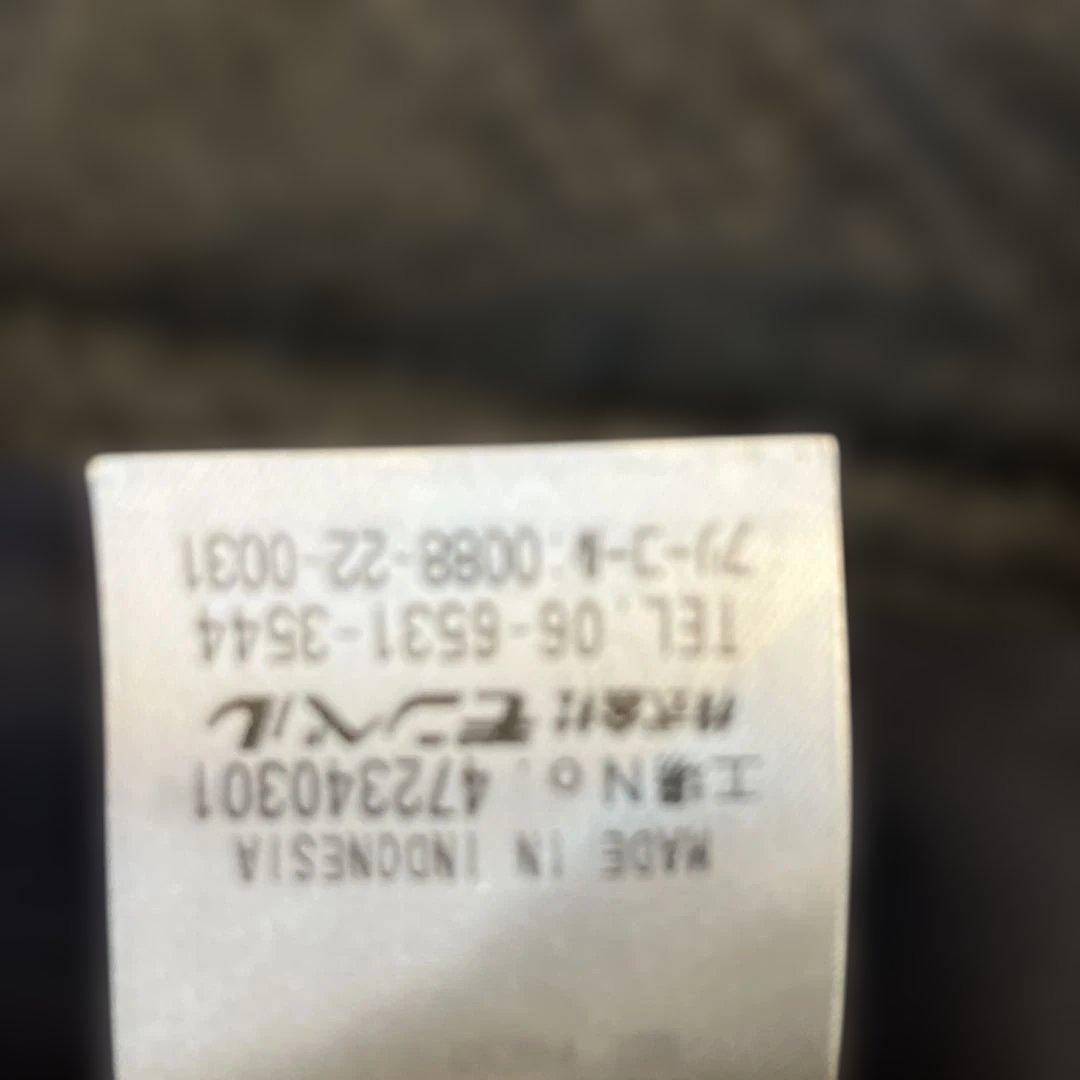 フリーコール:0088-22-0031
TEL.06-6531-3544
株式会社 モンベル
工場No. 472340301
MADE IN INDONESIA